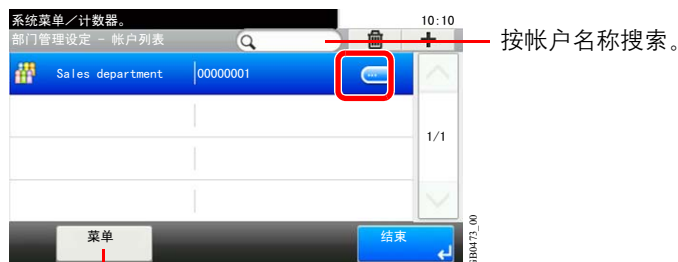 系统菜单／计数器。 10:10
部门管理设定 - 帐户列表
按帐户名称搜索。
Sales department 00000001
1/1
菜单 结束
GB0473_00